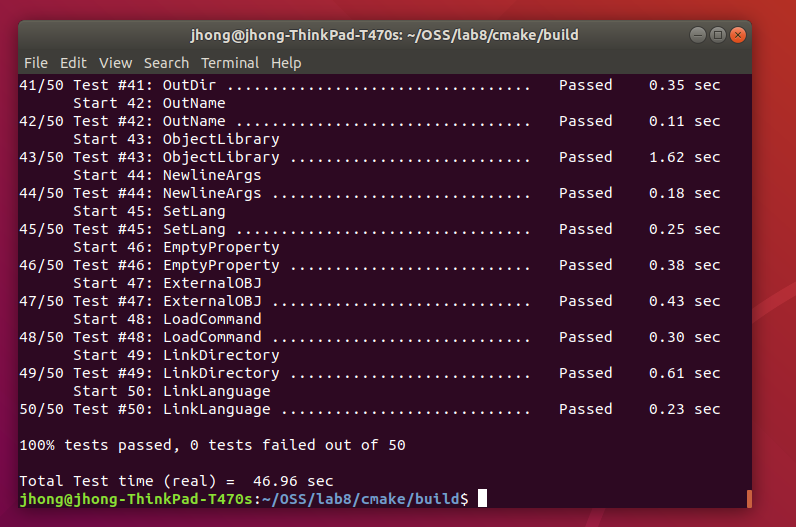 jhong@jhong-ThinkPad-T470s: ~/OSS/lab8/cmake/build
File Edit View Search Terminal Help
41/50 Test #41: OutDir ..................................   Passed    0.35 sec
      Start 42: OutName
42/50 Test #42: OutName .................................   Passed    0.11 sec
      Start 43: ObjectLibrary
43/50 Test #43: ObjectLibrary ...........................   Passed    1.62 sec
      Start 44: NewlineArgs
44/50 Test #44: NewlineArgs .............................   Passed    0.18 sec
      Start 45: SetLang
45/50 Test #45: SetLang .................................   Passed    0.25 sec
      Start 46: EmptyProperty
46/50 Test #46: EmptyProperty ...........................   Passed    0.38 sec
      Start 47: ExternalOBJ
47/50 Test #47: ExternalOBJ .............................   Passed    0.43 sec
      Start 48: LoadCommand
48/50 Test #48: LoadCommand .............................   Passed    0.30 sec
      Start 49: LinkDirectory
49/50 Test #49: LinkDirectory ...........................   Passed    0.61 sec
      Start 50: LinkLanguage
50/50 Test #50: LinkLanguage ............................   Passed    0.23 sec

100% tests passed, 0 tests failed out of 50

Total Test time (real) =  46.96 sec
jhong@jhong-ThinkPad-T470s:~/OSS/lab8/cmake/build$